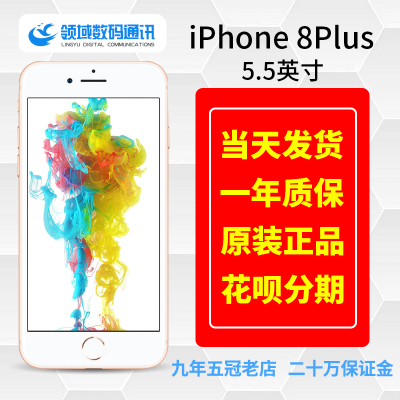 领域数码通讯
LINGYU DIGITAL COMMUNICATIONS
iPhone 8Plus
5.5英寸
当天发货
一年质保
原装正品
花呗分期
九年五冠老店 二十万保证金